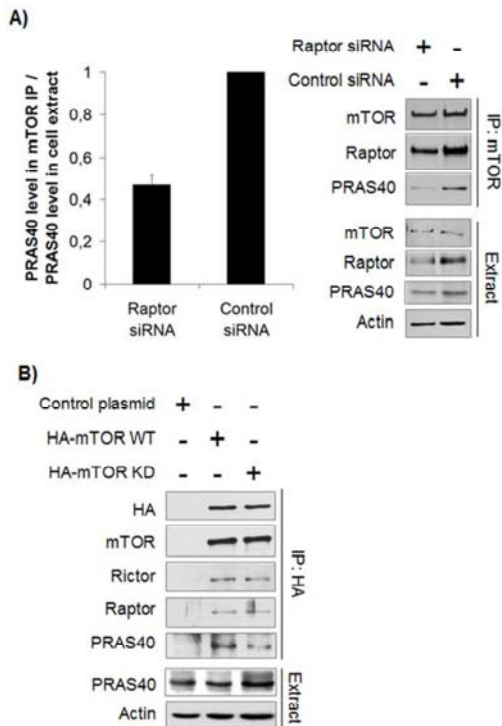 A)
PRAS40 level in mTOR IP /
PRAS40 level in cell extract
1
0,8
0,6
0,4
0,2
0
Raptor
siRNA
Control
siRNA
Raptor siRNA + -
Control siRNA - +
mTOR
Raptor
PRAS40
IP: mTOR
mTOR
Raptor
PRAS40
Actin
Extract
B)
Control plasmid + - -
HA-mTOR WT - + -
HA-mTOR KD - - +
HA
mTOR
Rictor
Raptor
PRAS40
IP: HA
PRAS40
Actin
Extract